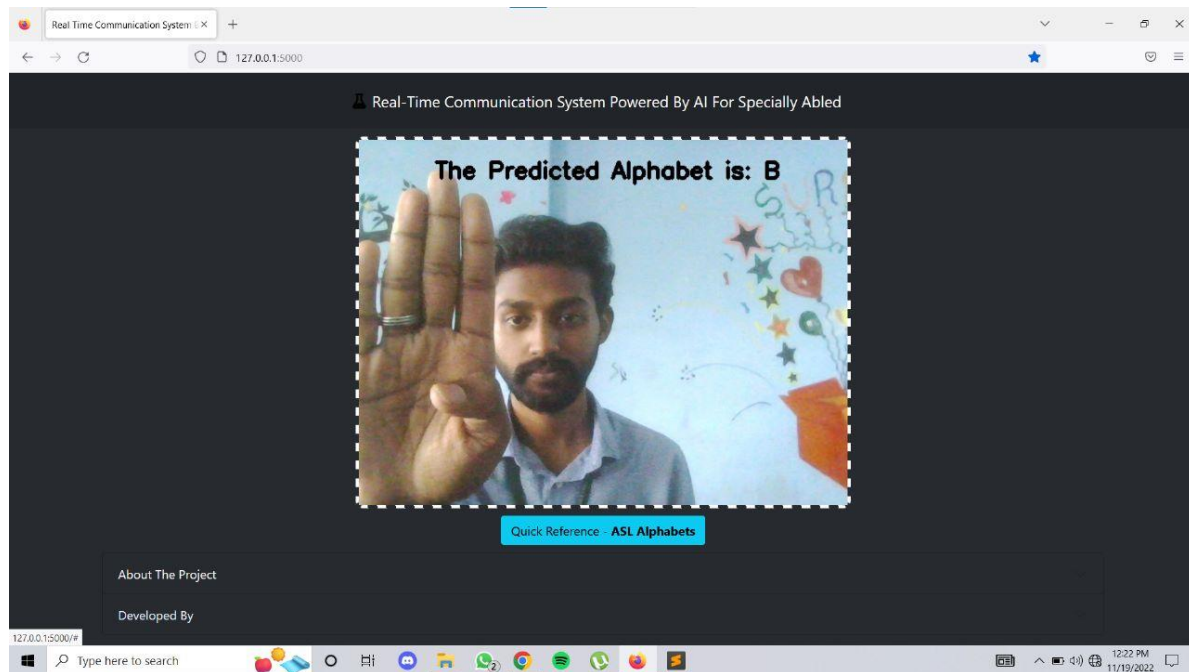 Real Time Communication System
127.0.0.1:5000
Real-Time Communication System Powered By AI For Specially Abled
The Predicted Alphabet is: B
SUR
Quick Reference - ASL Alphabets
About The Project
Developed By
127.0.0.1:5000/#
Type here to search
2
12:22 PM
11/19/2022